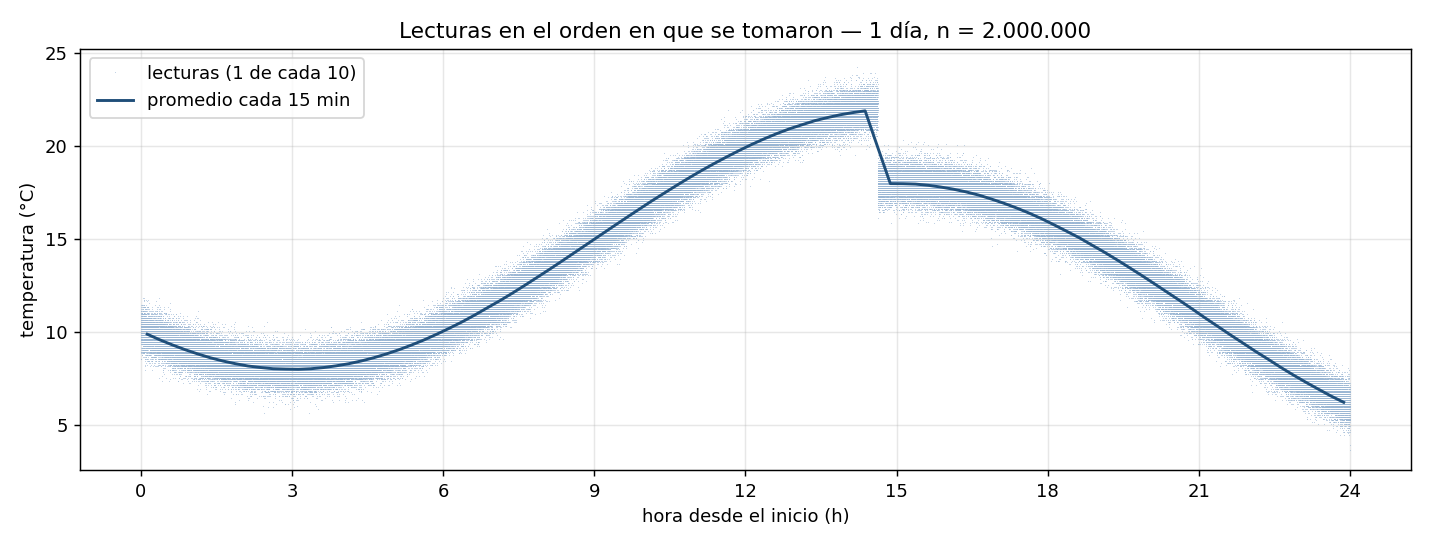 Lecturas en el orden en que se tomaron — 1 día, n = 2.000.000
lecturas (1 de cada 10)
promedio cada 15 min
temperatura (°C)
25
20
15
10
5
0 3 6 9 12 15 18 21 24
hora desde el inicio (h)